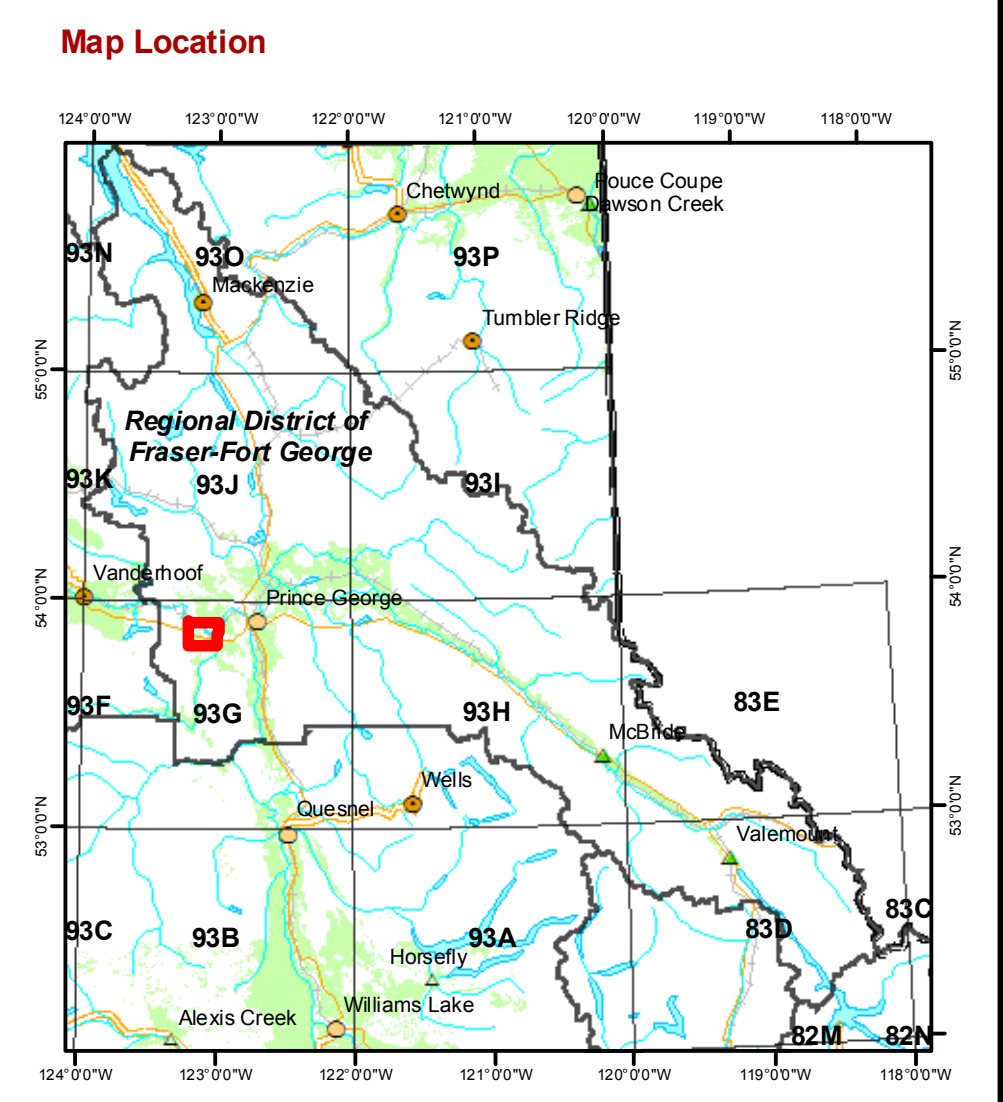 Map Location
124°0'0"W 123°0'0"W 122°0'0"W 121°0'0"W 120°0'0"W 119°0'0"W 118°0'0"W
Pouce Coupe
Chetwynd
Dawson Creek
93N 93O 93P
Mackenzie
Tumbler Ridge
55°0'0"N 55°0'0"N
Regional District of
Fraser-Fort George
93K 93J 93I
Vanderhoof
54°0'0"N 54°0'0"N
Prince George
93F 93G 93H 83E
McBride
Wells
Quesnel
53°0'0"N 53°0'0"N
Valemount
93C 93B 93A 83D 83C
Horsefly
Williams Lake
Alexis Creek
82M 82N
124°0'0"W 123°0'0"W 122°0'0"W 121°0'0"W 120°0'0"W 119°0'0"W 118°0'0"W